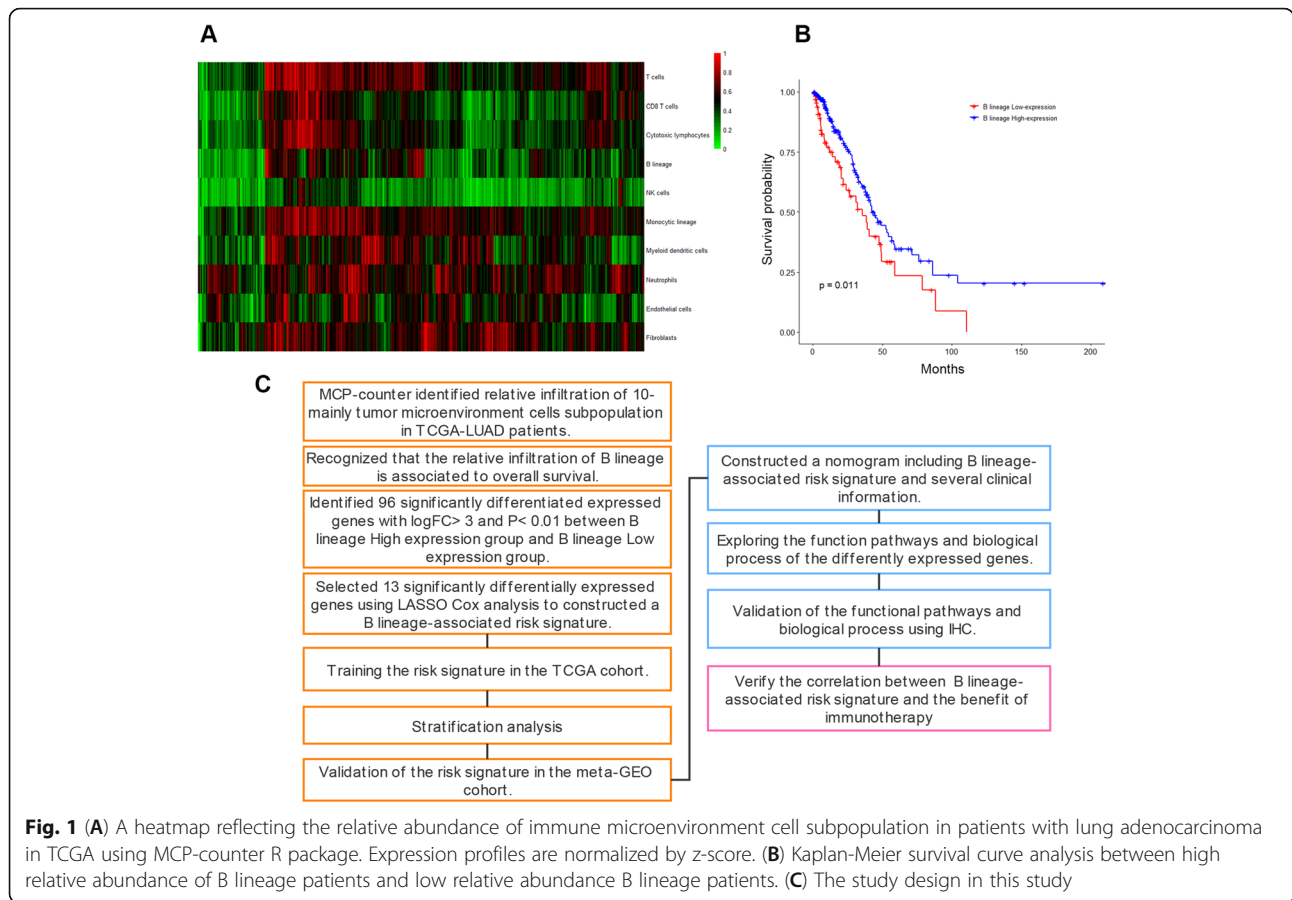 A
1
0.8
0.6
0.4
0.2
0
T cells
CD8 T cells
Cytotoxic lymphocytes
B lineage
NK cells
Monocytic lineage
Myeloid dendritic cells
Neutrophils
Endothelial cells
Fibroblasts
B
1.00
0.75
0.50
0.25
0.00
Survival probability
B lineage Low-expression
B lineage High-expression
p = 0.011
0
50
100
150
200
Months
C
MCP-counter identified relative infiltration of 10-
mainly tumor microenvironment cells subpopulation
in TCGA-LUAD patients.
Recognized that the relative infiltration of B lineage
is associated to overall survival.
Identified 96 significantly differentiated expressed
genes with logFC> 3 and P< 0.01 between B
lineage High expression group and B lineage Low
expression group.
Selected 13 significantly differentially expressed
genes using LASSO Cox analysis to constructed a
B lineage-associated risk signature.
Training the risk signature in the TCGA cohort.
Stratification analysis
Validation of the risk signature in the meta-GEO
cohort.
Constructed a nomogram including B lineage-
associated risk signature and several clinical
information.
Exploring the function pathways and biological
process of the differently expressed genes.
Validation of the functional pathways and
biological process using IHC.
Verify the correlation between B lineage-
associated risk signature and the benefit of
immunotherapy
Fig. 1 (A) A heatmap reflecting the relative abundance of immune microenvironment cell subpopulation in patients with lung adenocarcinoma
in TCGA using MCP-counter R package. Expression profiles are normalized by z-score. (B) Kaplan-Meier survival curve analysis between high
relative abundance of B lineage patients and low relative abundance B lineage patients. (C) The study design in this study